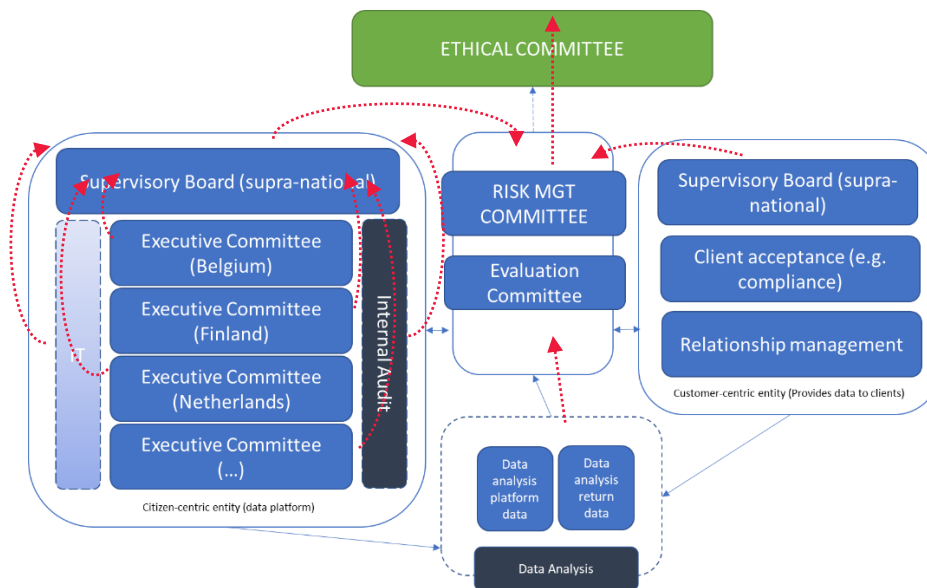 ETHICAL COMMITTEE
Supervisory Board (supra-national)
IT
Executive Committee
(Belgium)
Executive Committee
(Finland)
Executive Committee
(Netherlands)
Executive Committee
(...)
Internal Audit
Citizen-centric entity (data platform)
RISK MGT
COMMITTEE
Evaluation
Committee
Supervisory Board (supra-
national)
Client acceptance (e.g.
compliance)
Relationship management
Customer-centric entity (Provides data to clients)
Data
analysis
platform
data
Data
analysis
return
data
Data Analysis